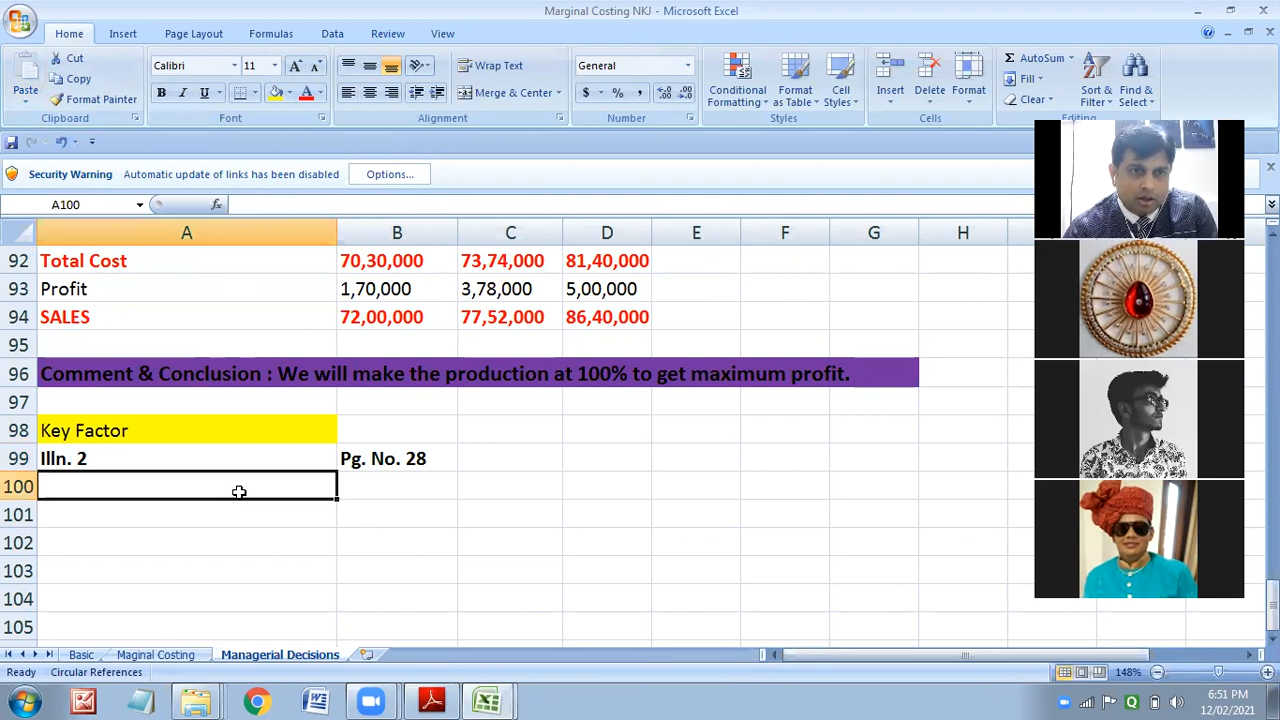 Marginal Costing NKJ - Microsoft Excel
Home Insert Page Layout Formulas Data Review View
Paste
Cut
Copy
Format Painter
Clipboard
Calibri 11
B I U
Font
Wrap Text
Merge & Center
Alignment
General
$ % ,
Number
Conditional Formatting
Format as Table
Cell Styles
Styles
Insert Delete Format
Cells
Σ AutoSum
Fill
Clear
Sort & Filter
Find & Select
Editing
Security Warning Automatic update of links has been disabled Options...
A100 fx
A B C D E F G H
92 Total Cost 70,30,000 73,74,000 81,40,000
93 Profit 1,70,000 3,78,000 5,00,000
94 SALES 72,00,000 77,52,000 86,40,000
95
96 Comment & Conclusion : We will make the production at 100% to get maximum profit.
97
98 Key Factor
99 Illn. 2 Pg. No. 28
100
101
102
103
104
105
Basic Maginal Costing Managerial Decisions
Ready Circular References 148%
6:51 PM
12/02/2021